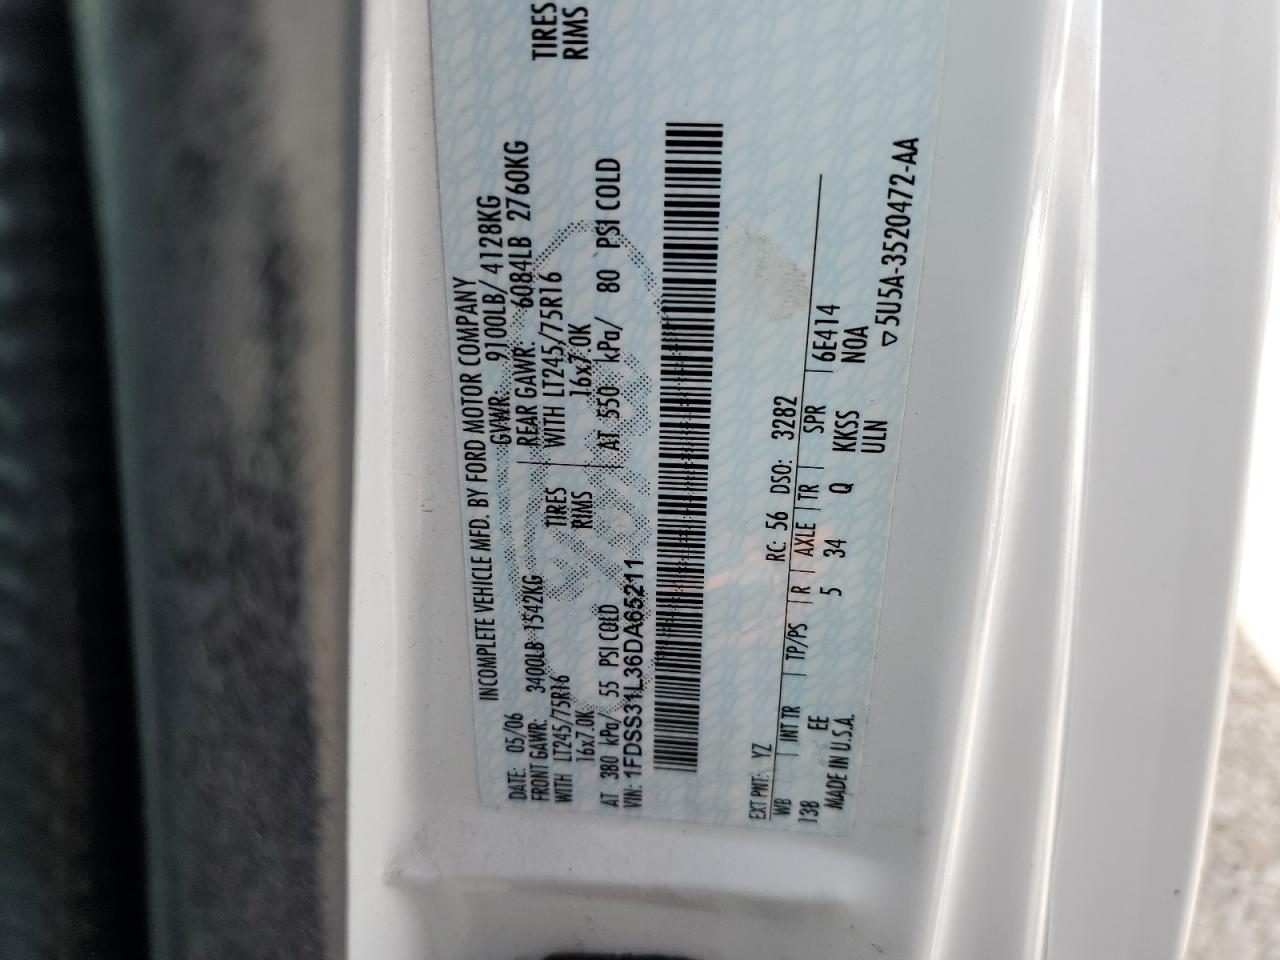 INCOMPLETE VEHICLE MFD. BY FORD MOTOR COMPANY
DATE: 05/06 GVWR: 9100LB/ 4128KG
FRONT GAWR: 3400LB 1542KG REAR GAWR: 6084LB 2760KG
WITH LT245/75R16 TIRES WITH LT245/75R16 TIRES
16x7.0K RIMS 16x7.0K RIMS
AT 380 kPa/ 55 PSI COLD AT 550 kPa/ 80 PSI COLD
VIN: 1FDSS31L36DA65211
EXT PNT: YZ RC: 56 DSO: 3282
WB INT TR TP/PS R AXLE TR SPR 6E414
138 EE 5 34 Q KKSS NOA
MADE IN U.S.A. ULN
▽5U5A-3520472-AA